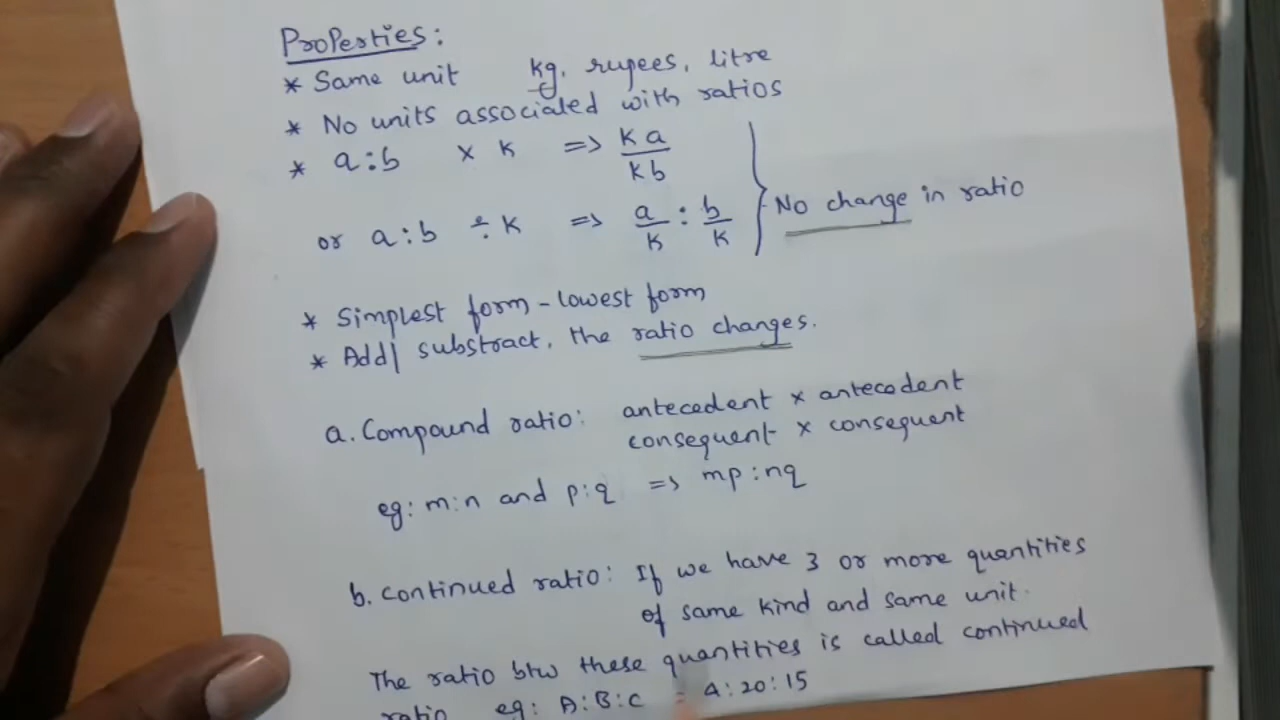 Properties:
* Same unit kg, rupees, litre
* No units associated with ratios
* a:b x k => ka/kb
or a:b ÷ k => a/k : b/k } No change in ratio
* Simplest form - lowest form
* Add/ substract, the ratio changes.
a. Compound ratio: antecedent x antecedent
consequent x consequent
eg: m:n and p:q => mp:nq
b. Continued ratio: If we have 3 or more quantities
of same kind and same unit.
The ratio btw these quantities is called continued
ratio eg: A:B:C = 4:20:15